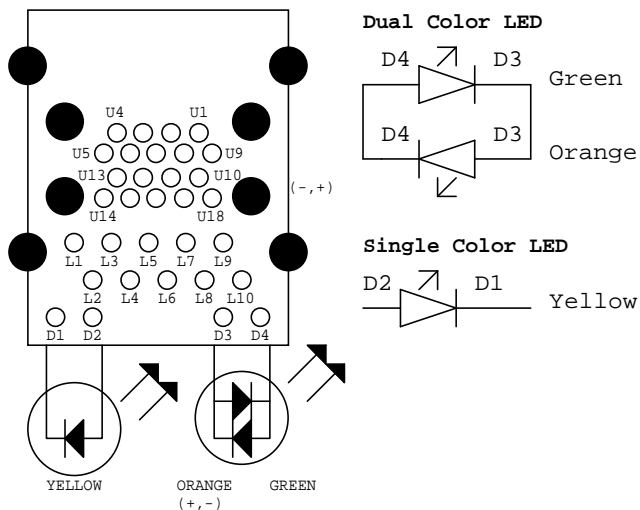 Dual Color LED
D4 D3
Green
D4 D3
Orange
Single Color LED
D2 D1
Yellow
U4 U1
U5 U9
U13 U10
(-,+)
U14 U18
L1 L3 L5 L7 L9
L2 L4 L6 L8 L10
D1 D2 D3 D4
YELLOW ORANGE GREEN
(+,-)